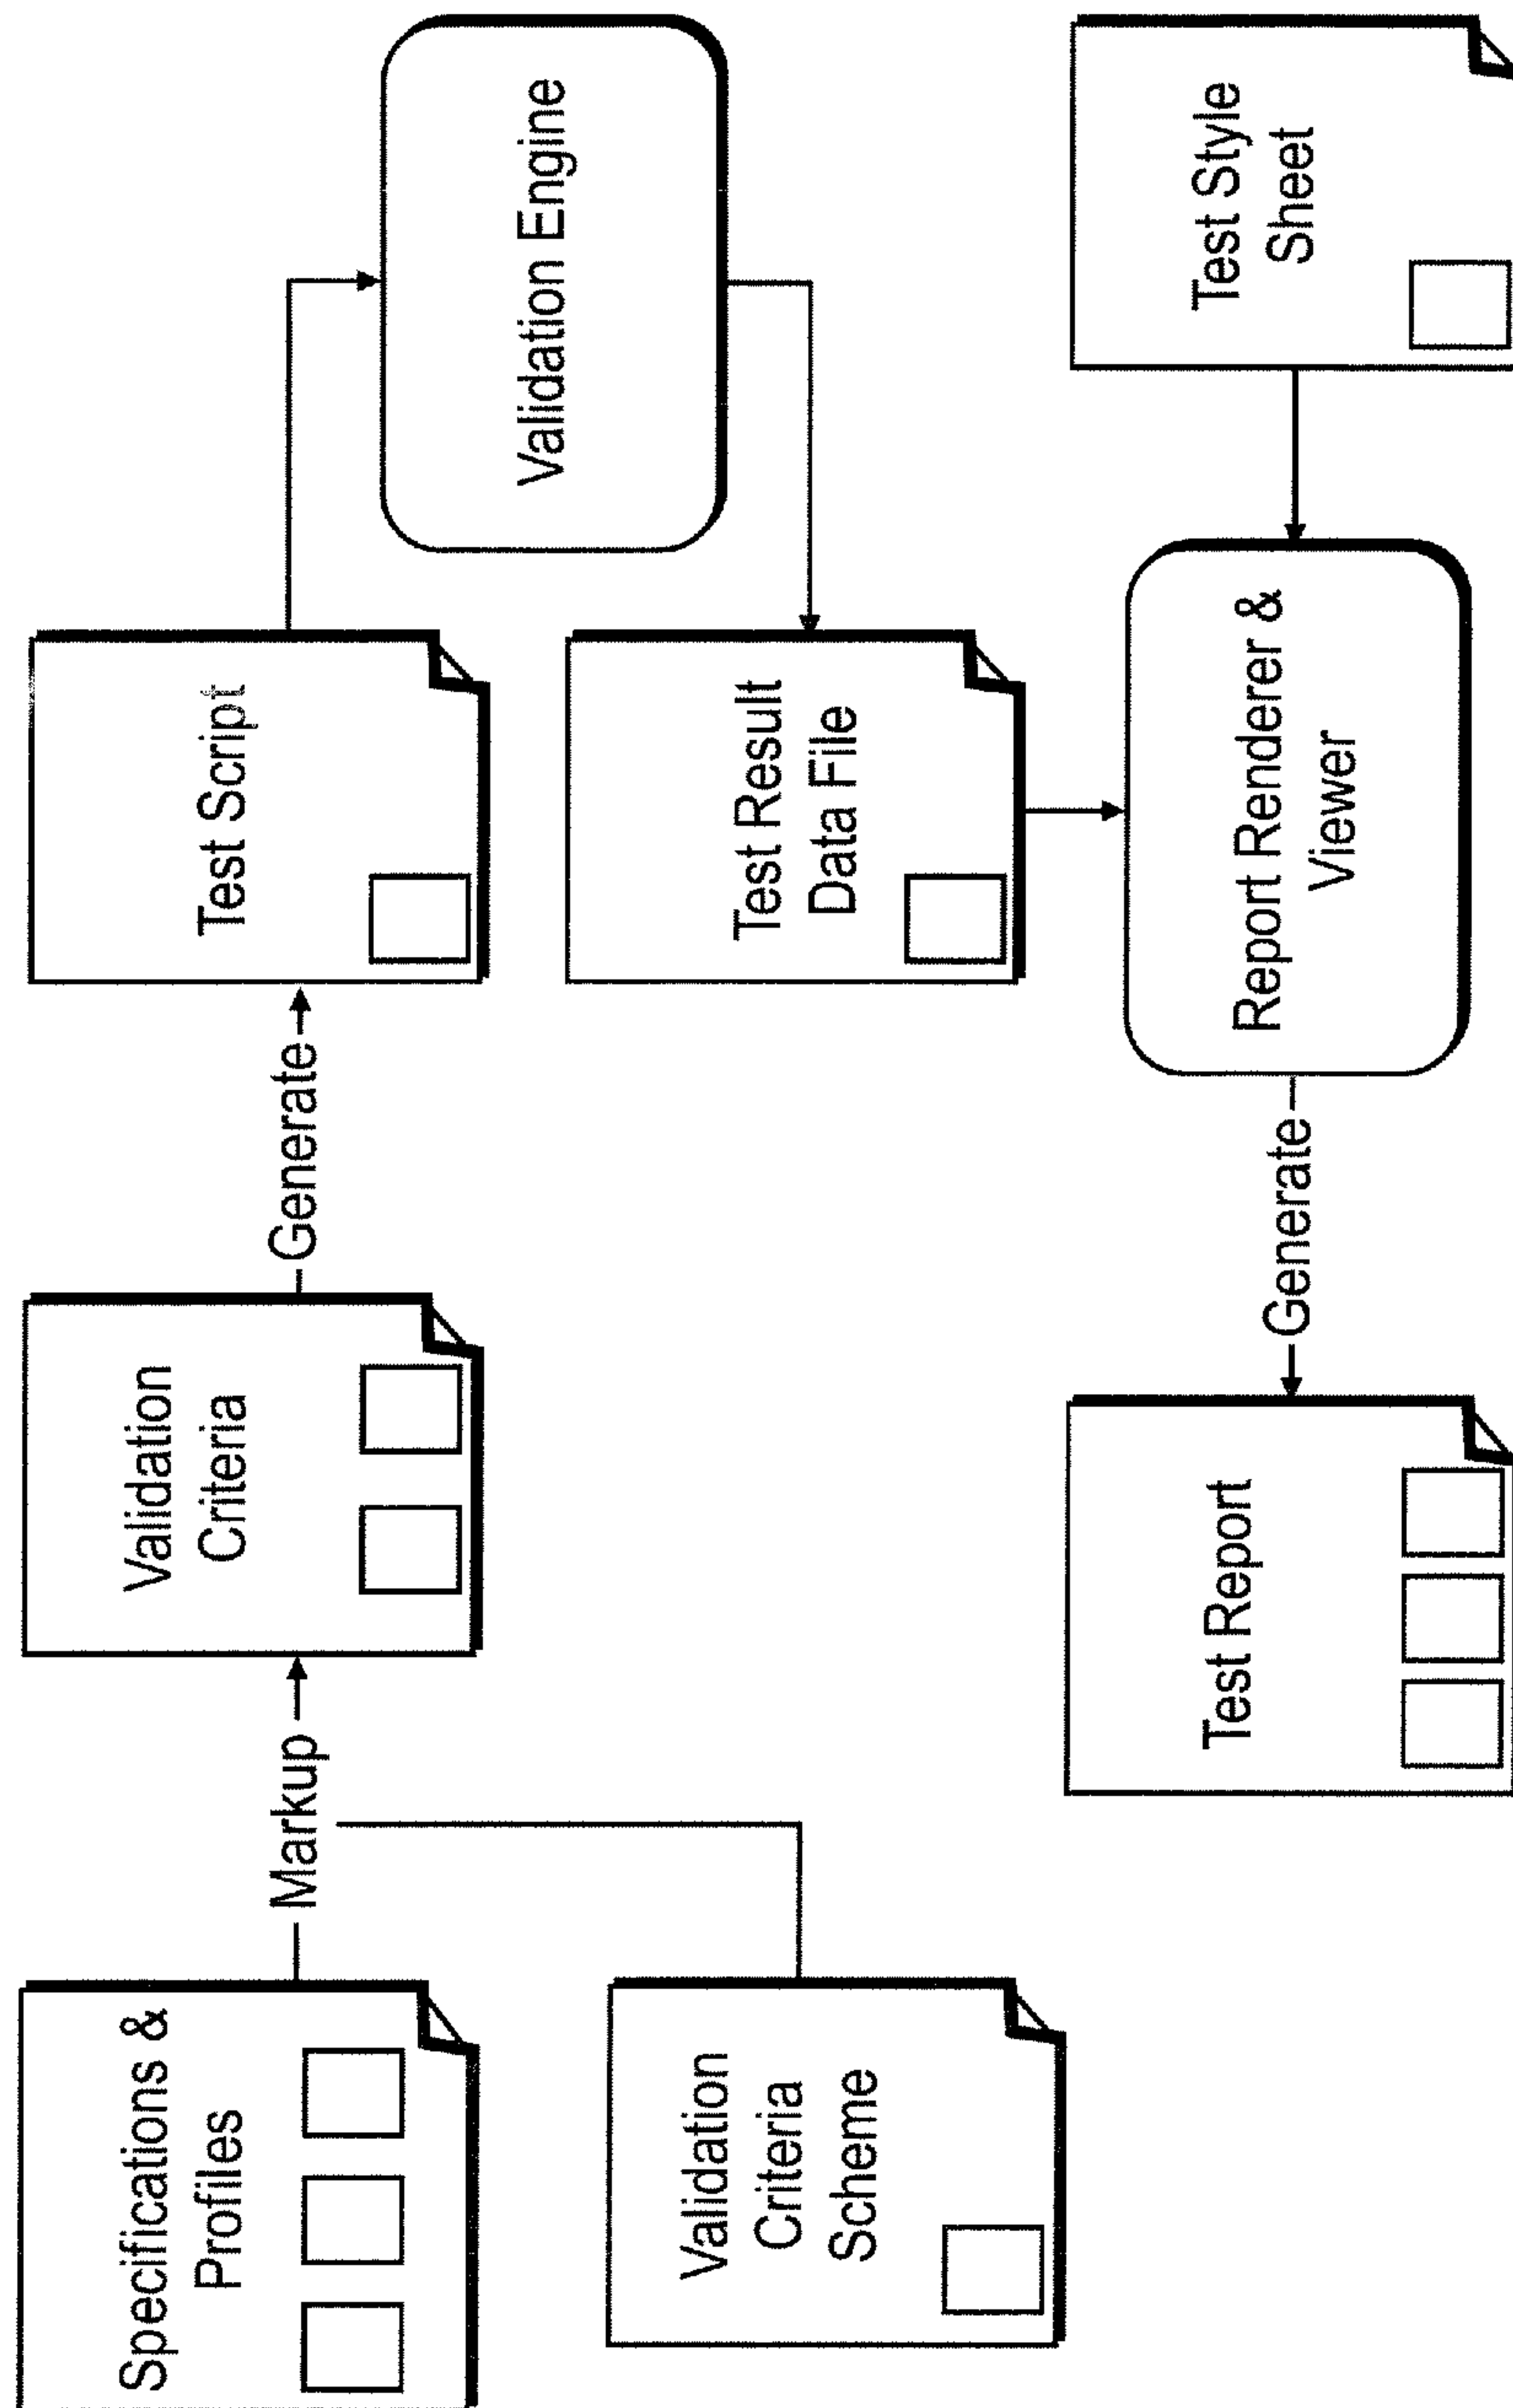 Specifications &
Profiles
Markup
Validation
Criteria
Generate
Test Script
Validation Engine
Validation
Criteria
Scheme
Test Result
Data File
Test Report
Generate
Report Renderer &
Viewer
Test Style
Sheet